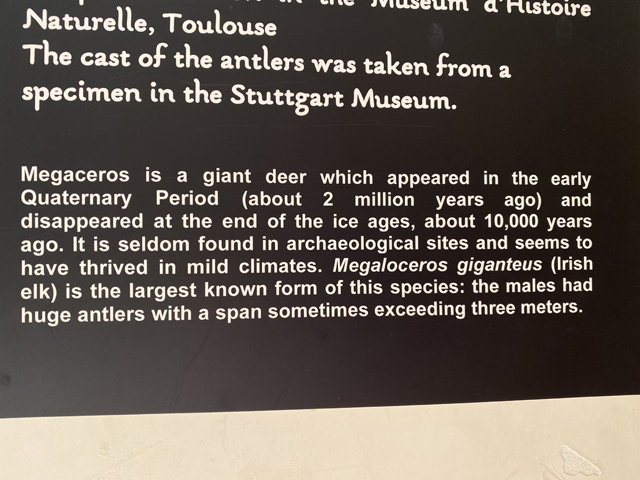 the Museum d'Histoire
Naturelle, Toulouse
The cast of the antlers was taken from a
specimen in the Stuttgart Museum.
Megaceros is a giant deer which appeared in the early
Quaternary Period (about 2 million years ago) and
disappeared at the end of the ice ages, about 10,000 years
ago. It is seldom found in archaeological sites and seems to
have thrived in mild climates. Megaloceros giganteus (Irish
elk) is the largest known form of this species: the males had
huge antlers with a span sometimes exceeding three meters.